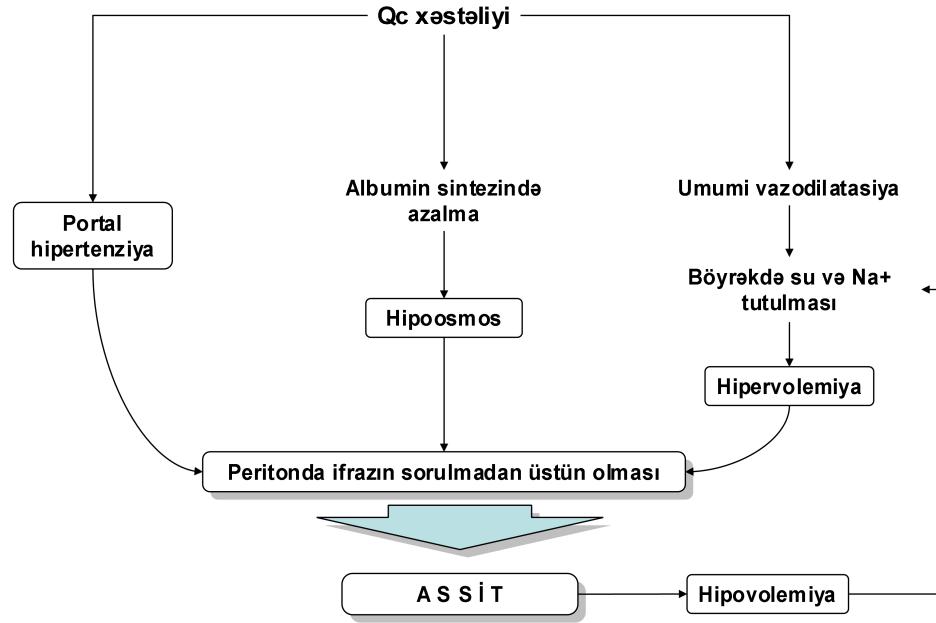 Qc xəstəliyi
Portal
hipertenziya
Albumin sintezində
azalma
Hipoosmos
Umumi vazodilatasiya
Böyrəkdə su və Na+
tutulması
Hipervolemiya
Peritonda ifrazın sorulmadan üstün olması
A S S İ T
Hipovolemiya